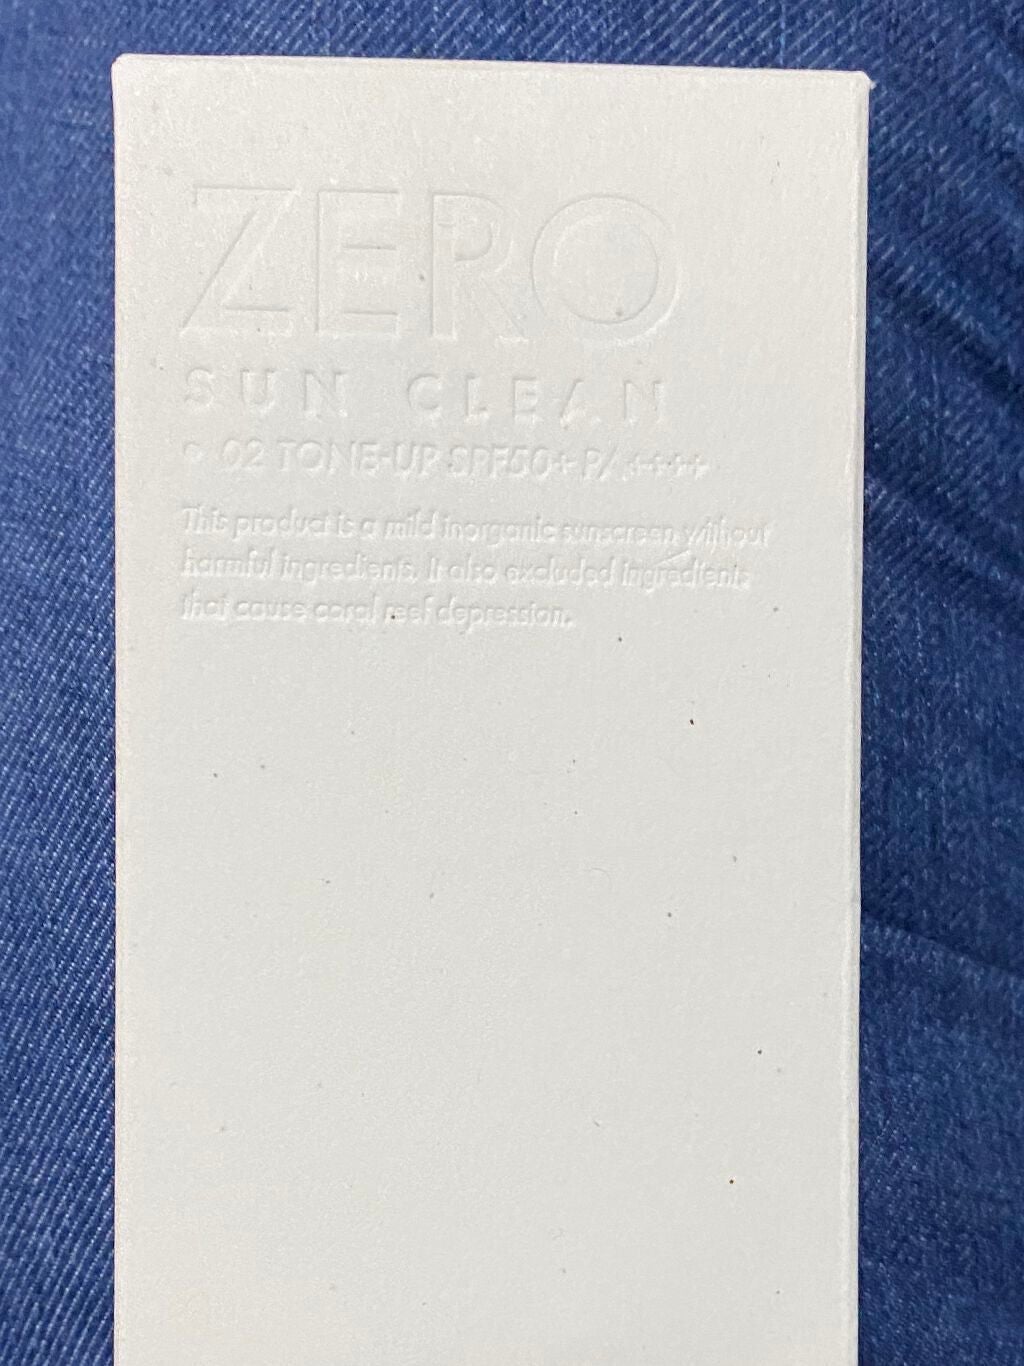 ZERO
SUN CLEAN
02 TONE-UP SPF50+ PA++++
This product is a mild inorganic sunscreen without
harmful ingredients. It also excluded ingredients
that cause coral reef depression.